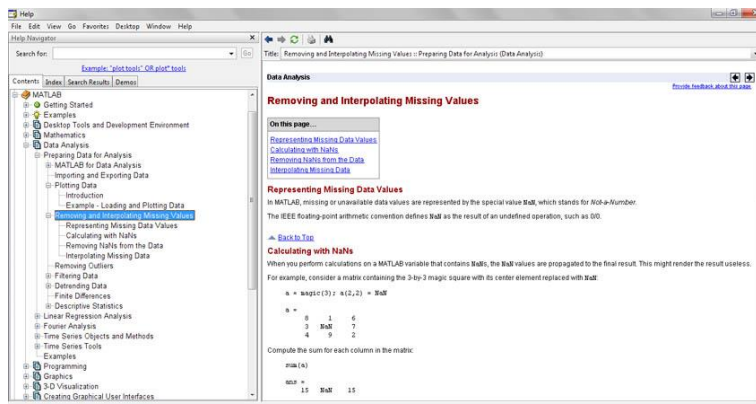 Help
File Edit View Go Favorites Desktop Window Help
Help Navigator
Search for:
Go
Example: "plot tools" OR plot* tools
Contents Index Search Results Demos
MATLAB
Getting Started
Examples
Desktop Tools and Development Environment
Mathematics
Data Analysis
Preparing Data for Analysis
MATLAB for Data Analysis
Importing and Exporting Data
Plotting Data
Introduction
Example - Loading and Plotting Data
Removing and Interpolating Missing Values
Representing Missing Data Values
Calculating with NaNs
Removing NaNs from the Data
Interpolating Missing Data
Removing Outliers
Filtering Data
Detrending Data
Finite Differences
Descriptive Statistics
Linear Regression Analysis
Fourier Analysis
Time Series Objects and Methods
Time Series Tools
Examples
Programming
Graphics
3-D Visualization
Creating Graphical User Interfaces
Title: Removing and Interpolating Missing Values :: Preparing Data for Analysis (Data Analysis)
Data Analysis
Provide feedback about this page
Removing and Interpolating Missing Values
On this page...
Representing Missing Data Values
Calculating with NaNs
Removing NaNs from the Data
Interpolating Missing Data
Representing Missing Data Values
In MATLAB, missing or unavailable data values are represented by the special value NaN, which stands for Not-a-Number.
The IEEE floating-point arithmetic convention defines NaN as the result of an undefined operation, such as 0/0.
Back to Top
Calculating with NaNs
When you perform calculations on a MATLAB variable that contains NaNs, the NaN values are propagated to the final result. This might render the result useless.
For example, consider a matrix containing the 3-by-3 magic square with its center element replaced with NaN:
a = magic(3); a(2,2) = NaN
a =
8 1 6
3 NaN 7
4 9 2
Compute the sum for each column in the matrix:
sum(a)
ans =
15 NaN 15